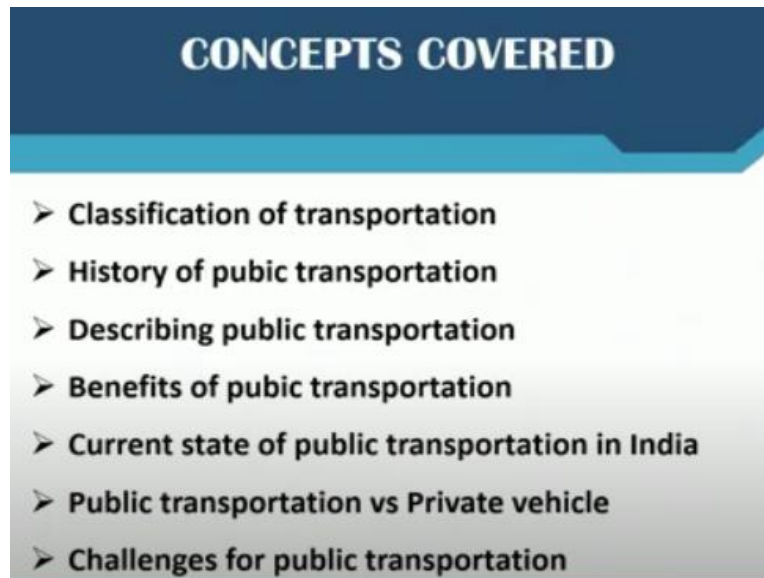 CONCEPTS COVERED
➤ Classification of transportation
➤ History of pubic transportation
➤ Describing public transportation
➤ Benefits of pubic transportation
➤ Current state of public transportation in India
➤ Public transportation vs Private vehicle
➤ Challenges for public transportation